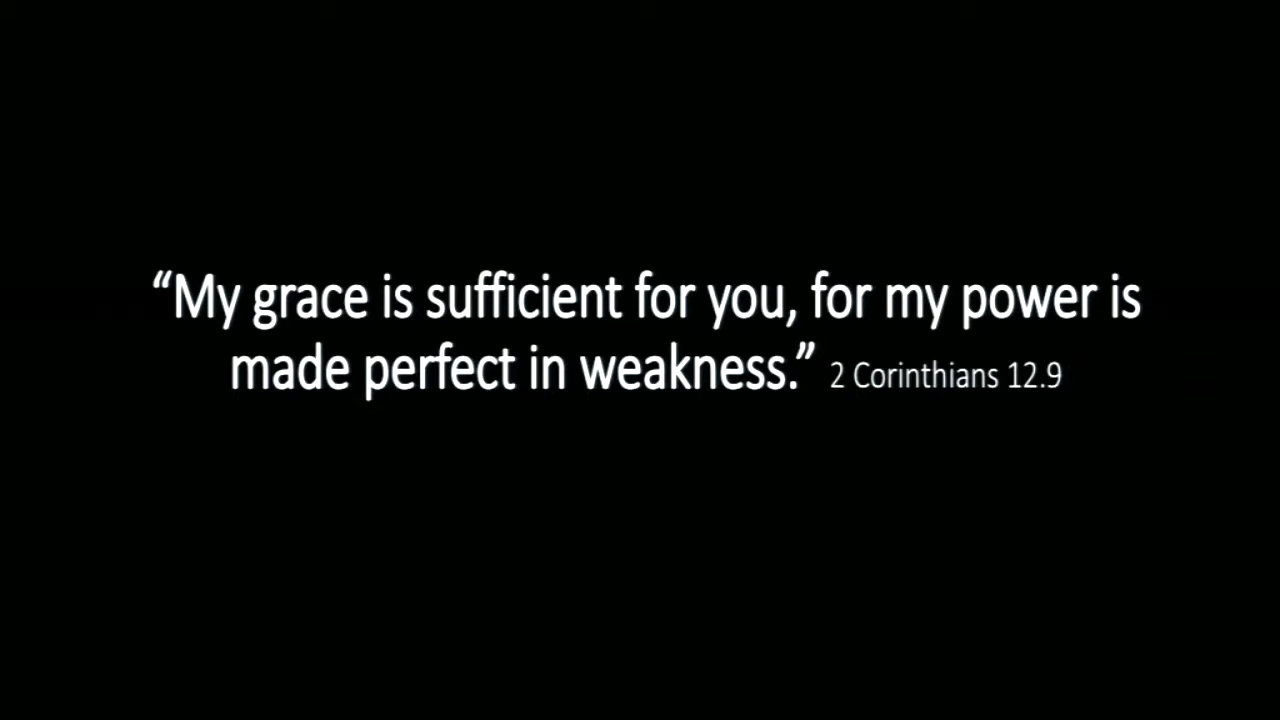 “My grace is sufficient for you, for my power is
made perfect in weakness.” 2 Corinthians 12.9